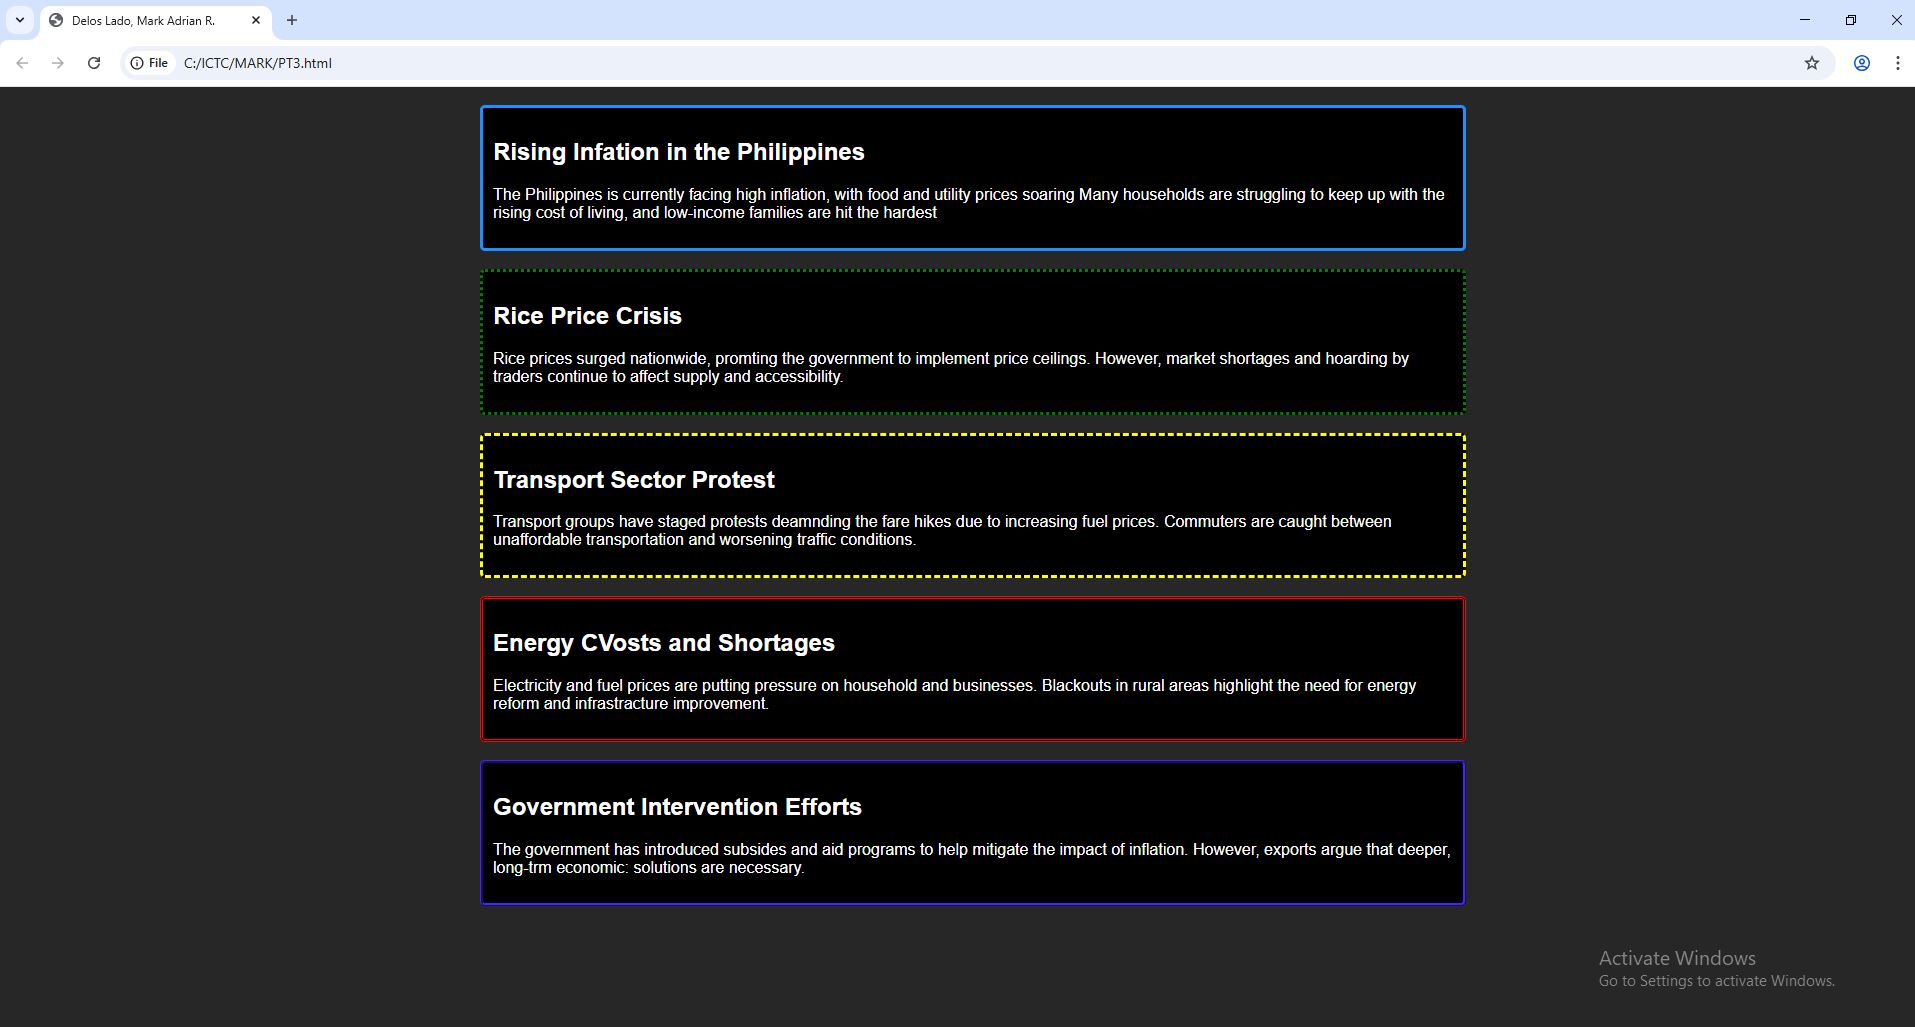 Delos Lado, Mark Adrian R.
File
C:/ICTC/MARK/PT3.html
Rising Infation in the Philippines
The Philippines is currently facing high inflation, with food and utility prices soaring Many households are struggling to keep up with the
rising cost of living, and low-income families are hit the hardest
Rice Price Crisis
Rice prices surged nationwide, promting the government to implement price ceilings. However, market shortages and hoarding by
traders continue to affect supply and accessibility.
Transport Sector Protest
Transport groups have staged protests deamnding the fare hikes due to increasing fuel prices. Commuters are caught between
unaffordable transportation and worsening traffic conditions.
Energy CVosts and Shortages
Electricity and fuel prices are putting pressure on household and businesses. Blackouts in rural areas highlight the need for energy
reform and infrastracture improvement.
Government Intervention Efforts
The government has introduced subsides and aid programs to help mitigate the impact of inflation. However, exports argue that deeper,
long-trm economic: solutions are necessary.
Activate Windows
Go to Settings to activate Windows.